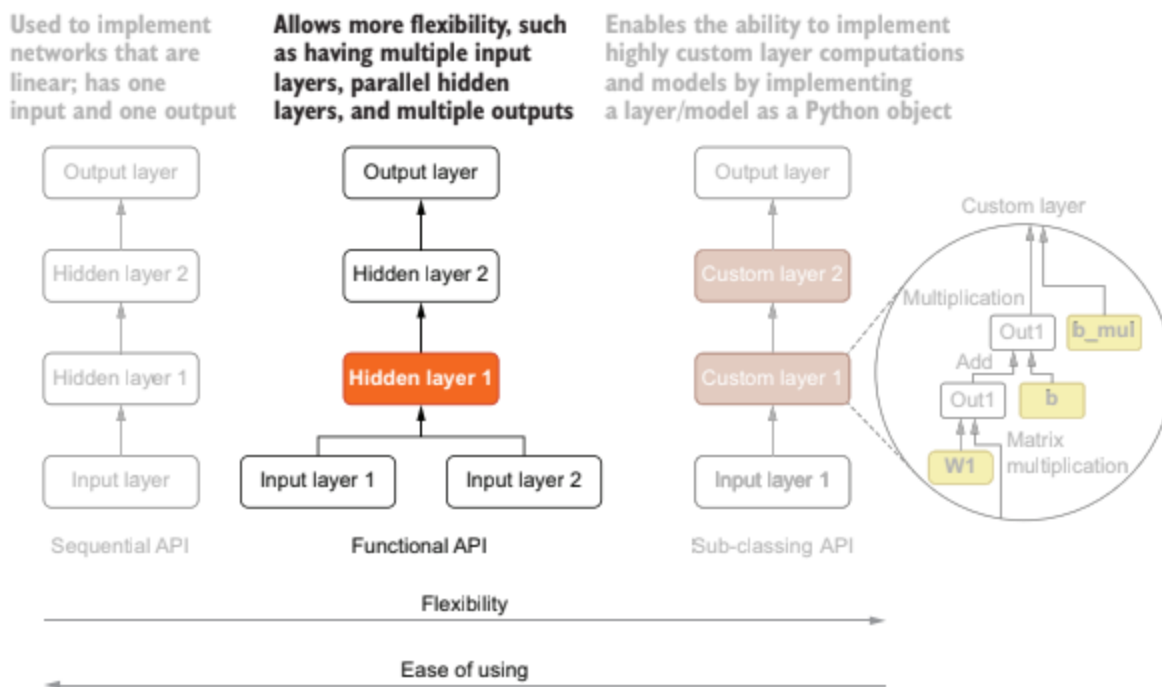 Used to implement
networks that are
linear; has one
input and one output
Allows more flexibility, such
as having multiple input
layers, parallel hidden
layers, and multiple outputs
Enables the ability to implement
highly custom layer computations
and models by implementing
a layer/model as a Python object
Output layer
Hidden layer 2
Hidden layer 1
Input layer
Sequential API
Output layer
Hidden layer 2
Hidden layer 1
Input layer 1
Input layer 2
Functional API
Output layer
Custom layer 2
Custom layer 1
Input layer 1
Sub-classing API
Custom layer
Multiplication
Out1
b_mul
Add
Out1
b
W1
Matrix
multiplication
Flexibility
Ease of using